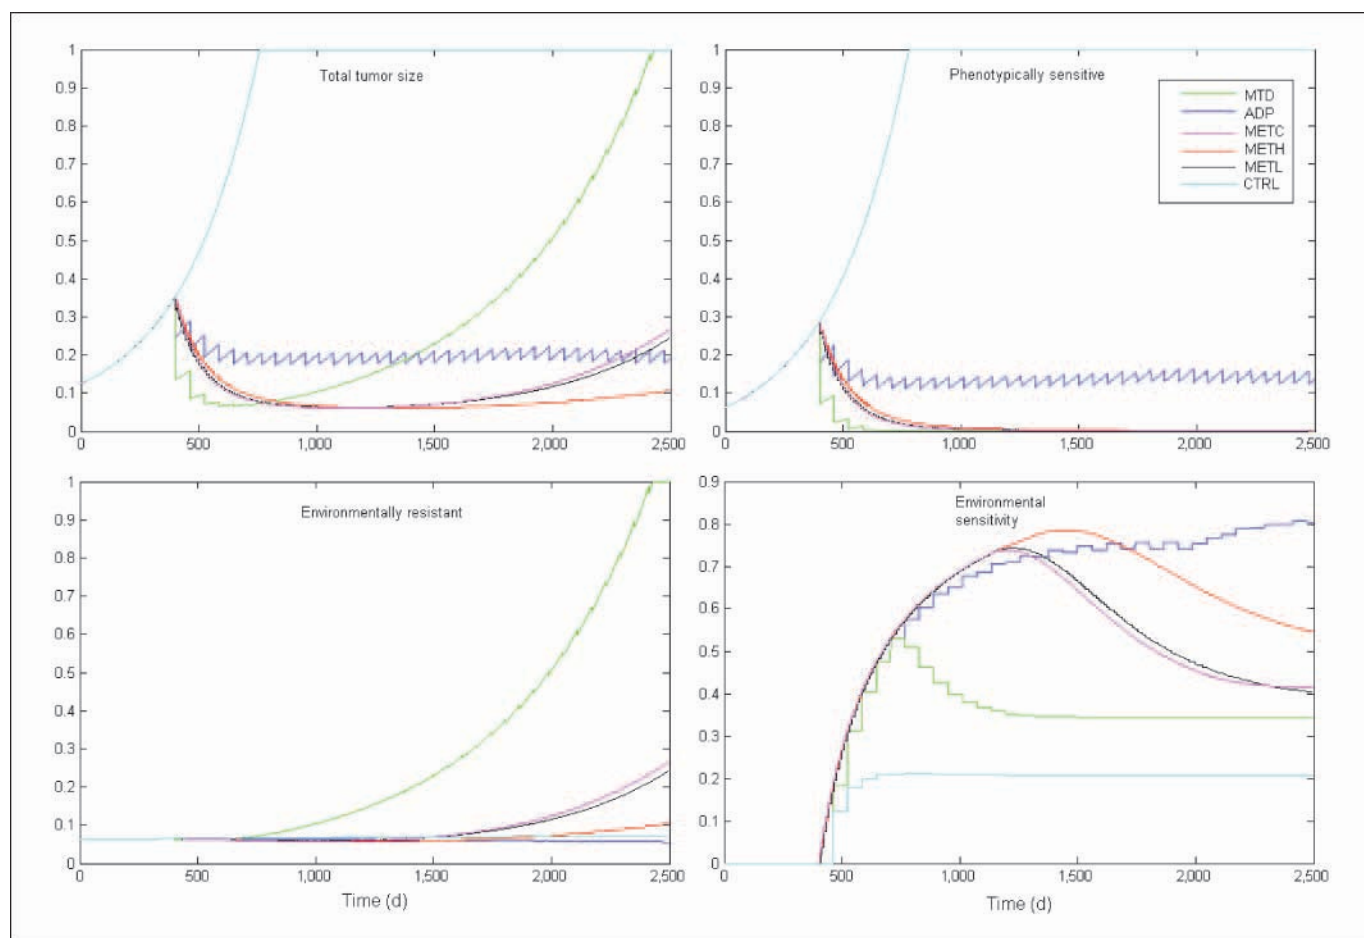 Total tumor size
1
0.9
0.8
0.7
0.6
0.5
0.4
0.3
0.2
0.1
0
0 500 1,000 1,500 2,000 2,500
Phenotypically sensitive
MTD
ADP
METC
METH
METL
CTRL
1
0.9
0.8
0.7
0.6
0.5
0.4
0.3
0.2
0.1
0
0 500 1,000 1,500 2,000 2,500
Environmentally resistant
1
0.9
0.8
0.7
0.6
0.5
0.4
0.3
0.2
0.1
0
0 500 1,000 1,500 2,000 2,500
Time (d)
Environmental
sensitivity
0.9
0.8
0.7
0.6
0.5
0.4
0.3
0.2
0.1
0
0 500 1,000 1,500 2,000 2,500
Time (d)